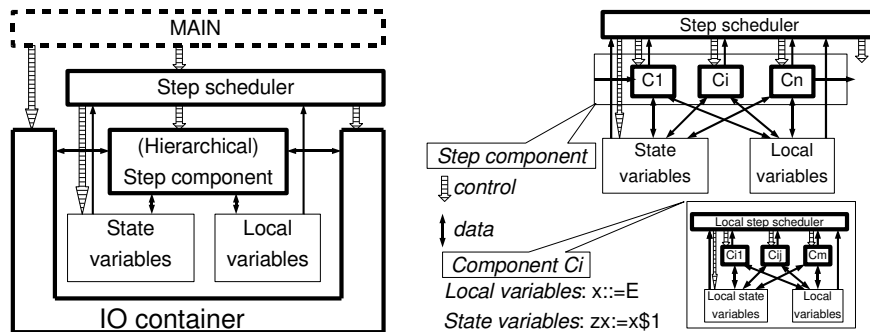 MAIN
Step scheduler
(Hierarchical)
Step component
State
variables
Local
variables
IO container
Step scheduler
C1
Ci
Cn
Step component
State
variables
Local
variables
control
data
Component Ci
Local variables: x::=E
State variables: zx:=x$1
Local step scheduler
Ci1
Cij
Cm
Local state
variables
Local
variables